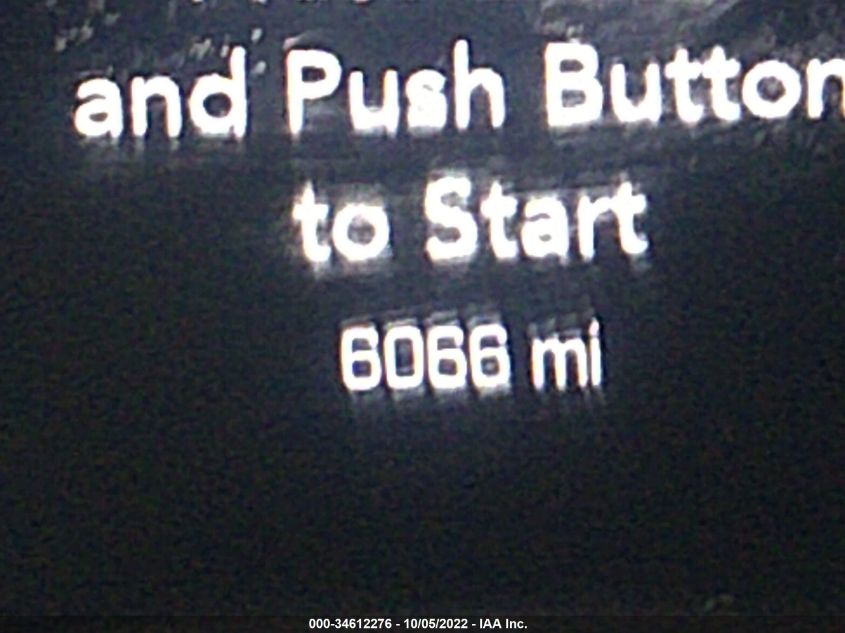 and Push Button
to Start
6066 mi
000-34612276 - 10/05/2022 - IAA Inc.